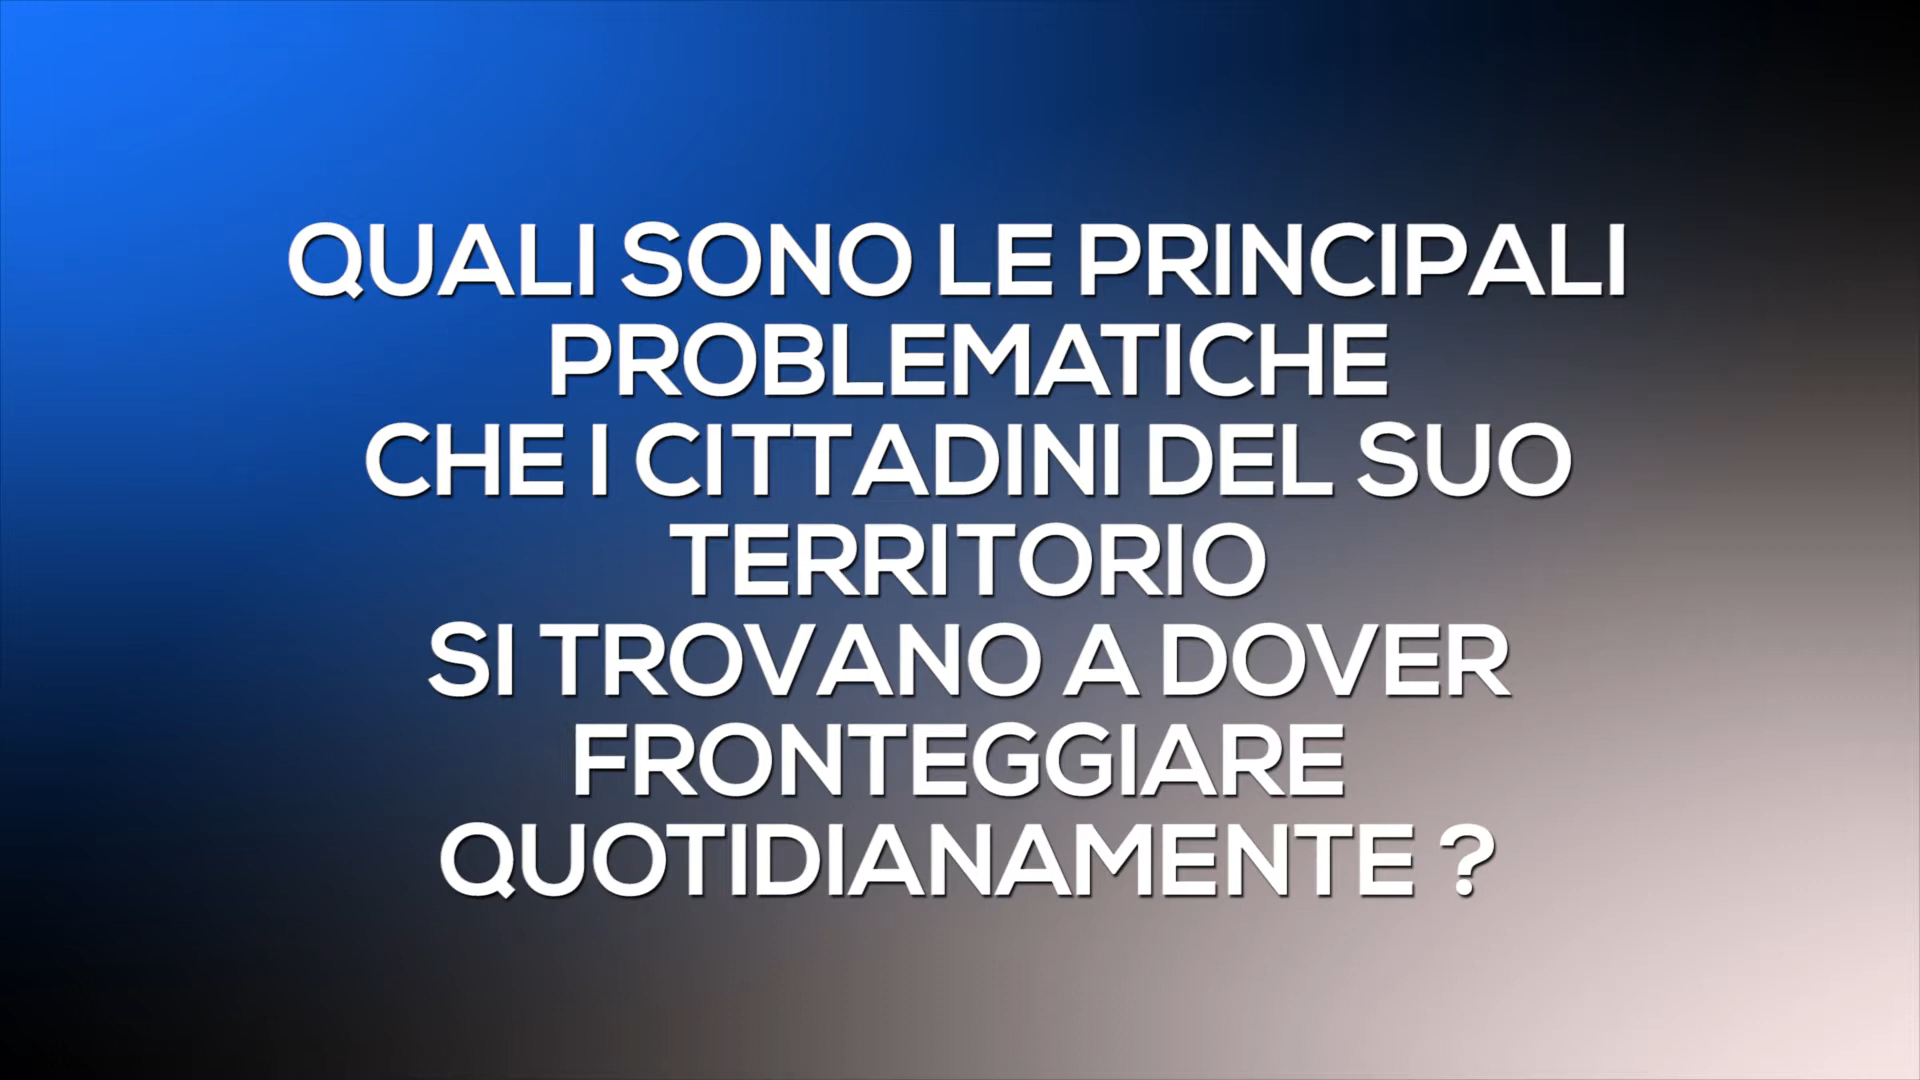 QUALI SONO LE PRINCIPALI
PROBLEMATICHE
CHE I CITTADINI DEL SUO
TERRITORIO
SI TROVANO A DOVER
FRONTEGGIARE
QUOTIDIANAMENTE ?